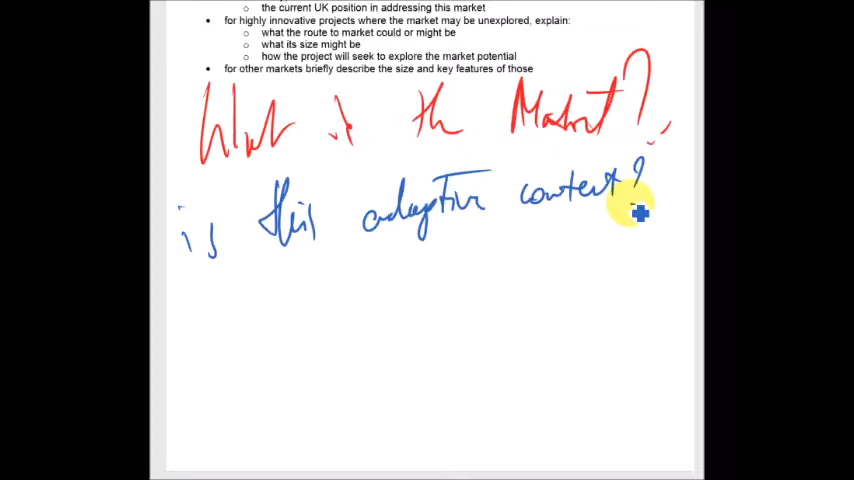 the current UK position in addressing this market
for highly innovative projects where the market may be unexplored, explain:
what the route to market could or might be
what its size might be
how the project will seek to explore the market potential
for other markets briefly describe the size and key features of those
What is the Market?
is this adaptive content?